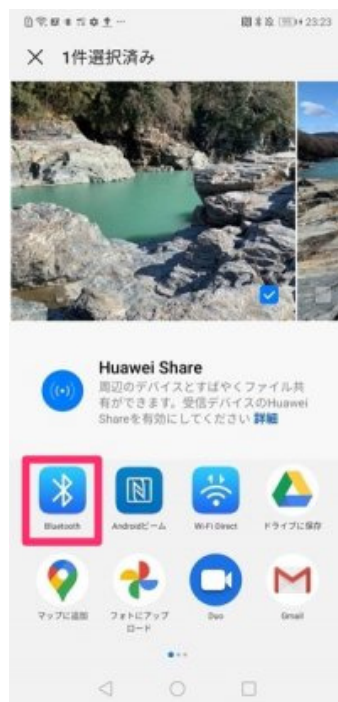 23:23
1件選択済み
Huawei Share
周辺のデバイスとすばやくファイル共
有ができます。受信デバイスのHuawei
Shareを有効にしてください 詳細
Bluetooth
Androidビーム
Wi-Fi Direct
ドライブに保存
マップに追加
フォトにアップ
ロード
Duo
Gmail